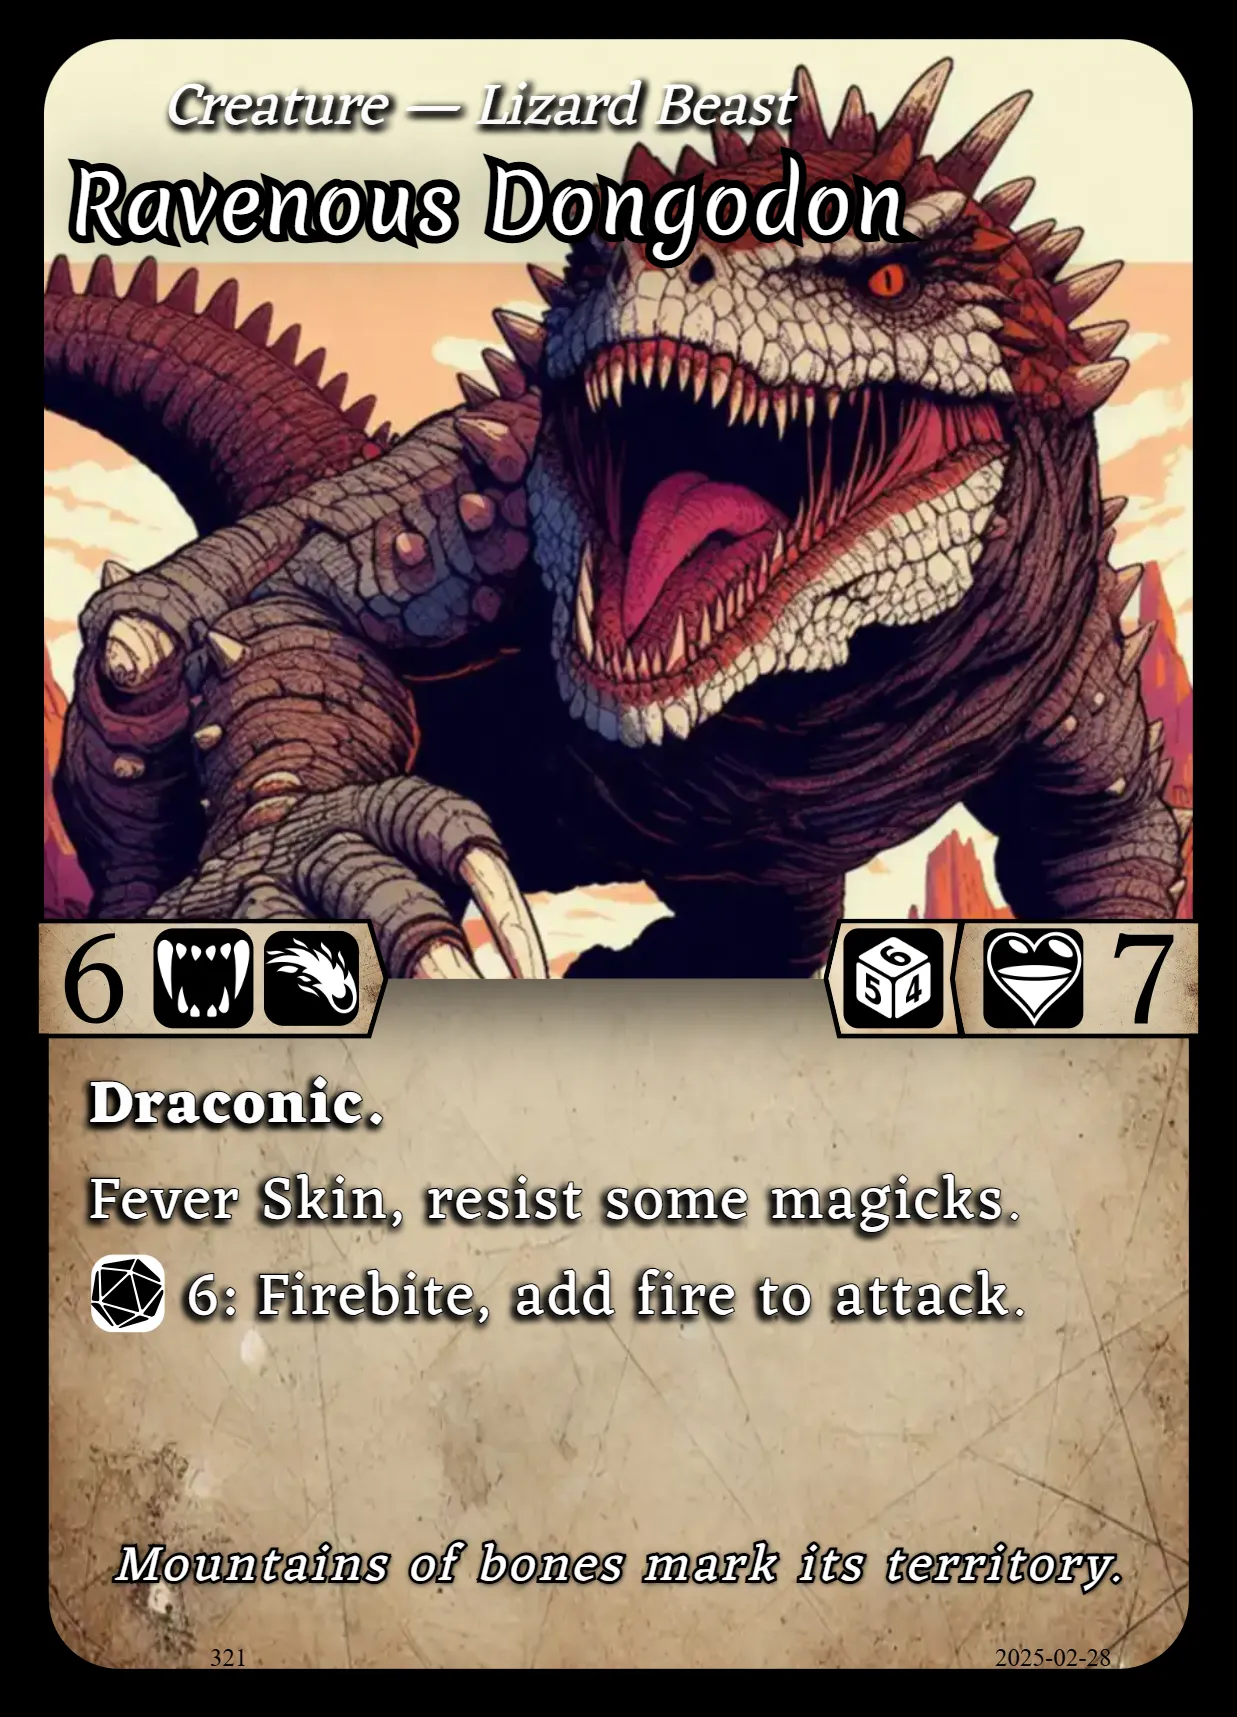 Creature — Lizard Beast
Ravenous Dongodon
6
6 5 4
7
Draconic.
Fever Skin, resist some magicks.
6: Firebite, add fire to attack.
Mountains of bones mark its territory.
321 2025-02-28